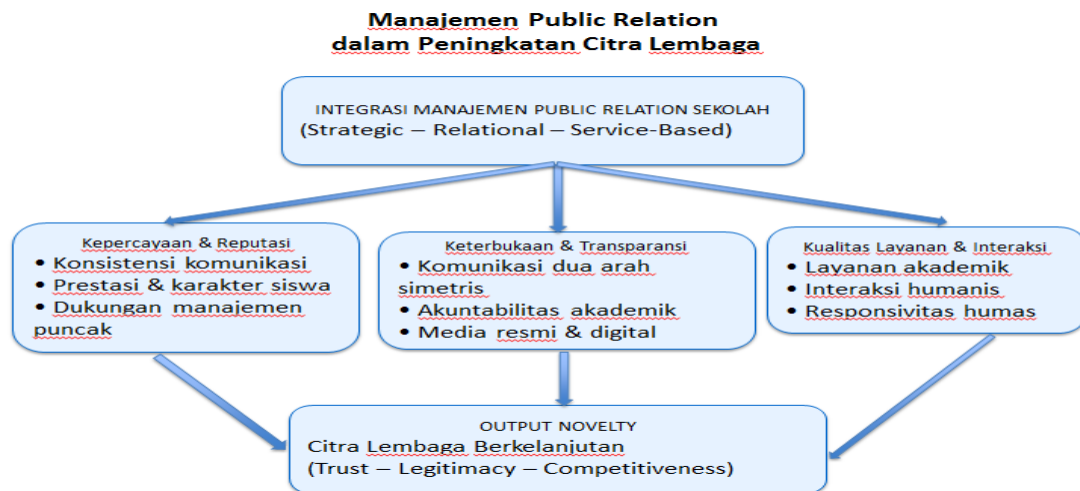 Manajemen Public Relation
dalam Peningkatan Citra Lembaga
INTEGRASI MANAJEMEN PUBLIC RELATION SEKOLAH
(Strategic – Relational – Service-Based)
Kepercayaan & Reputasi
• Konsistensi komunikasi
• Prestasi & karakter siswa
• Dukungan manajemen
puncak
Keterbukaan & Transparansi
• Komunikasi dua arah
simetris
• Akuntabilitas akademik
• Media resmi & digital
Kualitas Layanan & Interaksi
• Layanan akademik
• Interaksi humanis
• Responsivitas humas
OUTPUT NOVELTY
Citra Lembaga Berkelanjutan
(Trust – Legitimacy – Competitiveness)